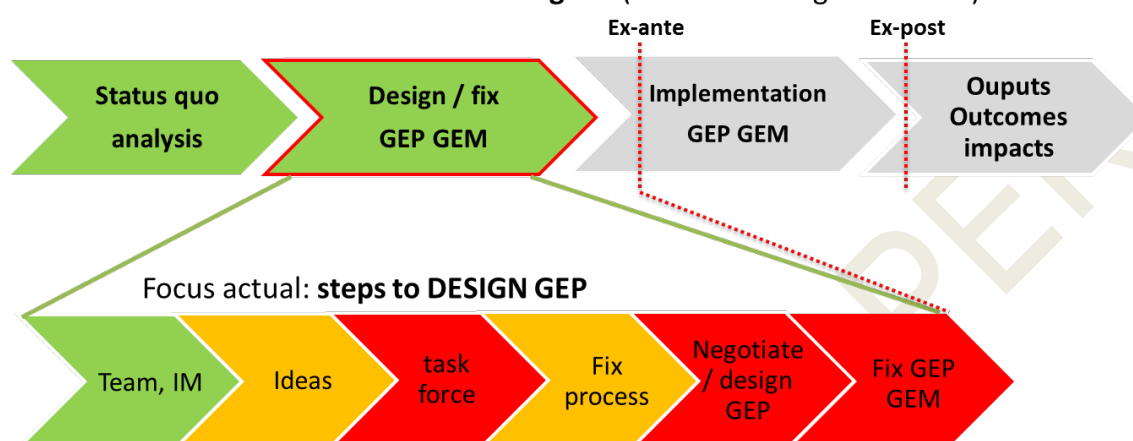 Ex-ante
Ex-post
Status quo
analysis
Design / fix
GEP GEM
Implementation
GEP GEM
Ouputs
Outcomes
impacts
Focus actual: steps to DESIGN GEP
Team, IM
Ideas
task
force
Fix
process
Negotiate
/ design
GEP
Fix GEP
GEM